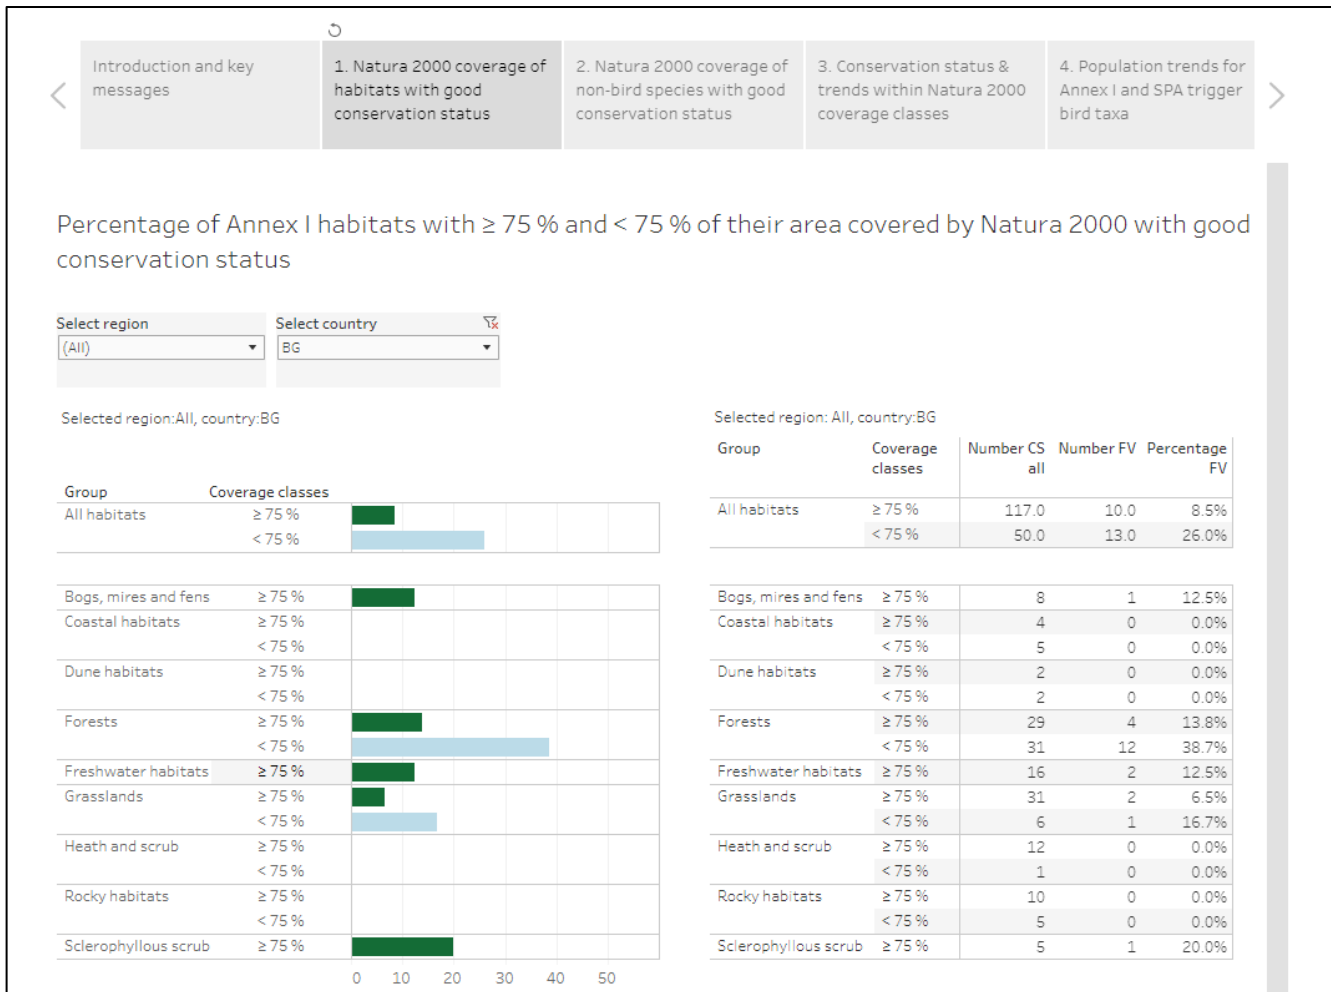 Introduction and key
messages
1. Natura 2000 coverage of
habitats with good
conservation status
2. Natura 2000 coverage of
non-bird species with good
conservation status
3. Conservation status &
trends within Natura 2000
coverage classes
4. Population trends for
Annex I and SPA trigger
bird taxa
Percentage of Annex I habitats with ≥ 75 % and < 75 % of their area covered by Natura 2000 with good
conservation status
Select region
(All)
Select country
BG
Selected region:All, country:BG
Group Coverage classes
All habitats ≥ 75 %
< 75 %
Bogs, mires and fens ≥ 75 %
Coastal habitats ≥ 75 %
< 75 %
Dune habitats ≥ 75 %
< 75 %
Forests ≥ 75 %
< 75 %
Freshwater habitats ≥ 75 %
Grasslands ≥ 75 %
< 75 %
Heath and scrub ≥ 75 %
< 75 %
Rocky habitats ≥ 75 %
< 75 %
Sclerophyllous scrub ≥ 75 %
0 10 20 30 40 50
Selected region: All, country:BG
Group Coverage Number CS Number FV Percentage
classes all FV
All habitats ≥ 75 % 117.0 10.0 8.5%
< 75 % 50.0 13.0 26.0%
Bogs, mires and fens ≥ 75 % 8 1 12.5%
Coastal habitats ≥ 75 % 4 0 0.0%
< 75 % 5 0 0.0%
Dune habitats ≥ 75 % 2 0 0.0%
< 75 % 2 0 0.0%
Forests ≥ 75 % 29 4 13.8%
< 75 % 31 12 38.7%
Freshwater habitats ≥ 75 % 16 2 12.5%
Grasslands ≥ 75 % 31 2 6.5%
< 75 % 6 1 16.7%
Heath and scrub ≥ 75 % 12 0 0.0%
< 75 % 1 0 0.0%
Rocky habitats ≥ 75 % 10 0 0.0%
< 75 % 5 0 0.0%
Sclerophyllous scrub ≥ 75 % 5 1 20.0%